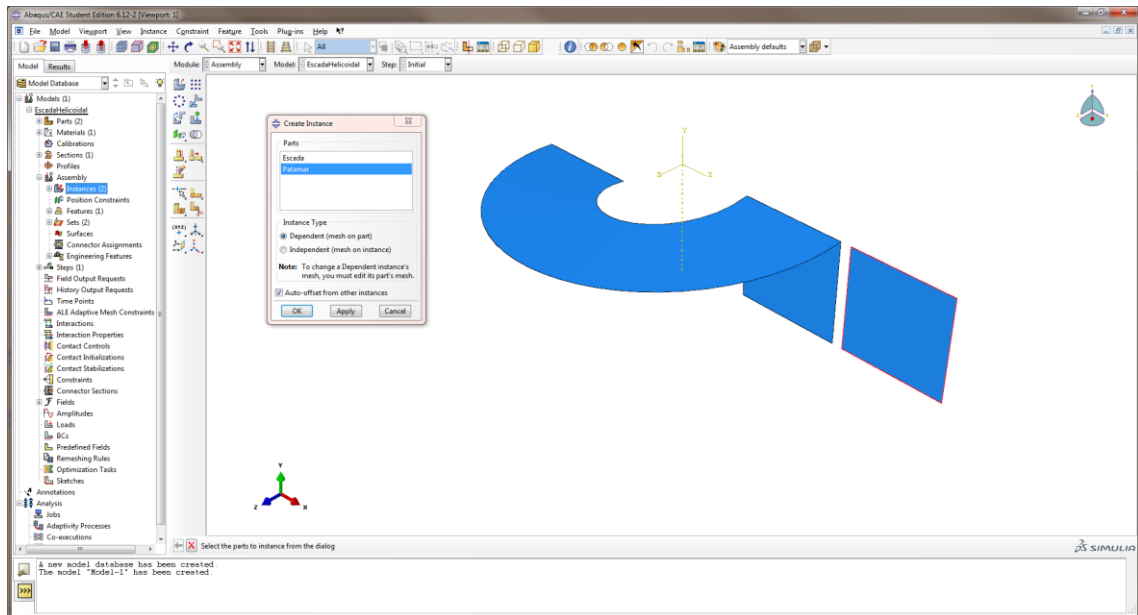 Abaqus/CAE Student Edition 6.12-2 [Viewport: 1]
File Model Viewport View Instance Constraint Feature Tools Plug-ins Help
All
Assembly defaults
Model Results
Module: Assembly Model: EscadaHelicoidal Step: Initial
Model Database
Models (1)
EscadaHelicoidal
Parts (2)
Materials (1)
Calibrations
Sections (1)
Profiles
Assembly
Instances (2)
Position Constraints
Features (1)
Sets (2)
Surfaces
Connector Assignments
Engineering Features
Steps (1)
Field Output Requests
History Output Requests
Time Points
ALE Adaptive Mesh Constraints
Interactions
Interaction Properties
Contact Controls
Contact Initializations
Contact Stabilizations
Constraints
Connector Sections
Fields
Amplitudes
Loads
BCs
Predefined Fields
Remeshing Rules
Optimization Tasks
Sketches
Annotations
Analysis
Jobs
Adaptivity Processes
Co-executions
(XYZ)
Create Instance
Parts
Escada
Patamar
Instance Type
Dependent (mesh on part)
Independent (mesh on instance)
Note: To change a Dependent instance's
mesh, you must edit its part's mesh.
Auto-offset from other instances
OK Apply Cancel
Y
Z X
Y
Z X
Select the parts to instance from the dialog
SIMULIA
A new model database has been created.
The model "Model-1" has been created.
>>>